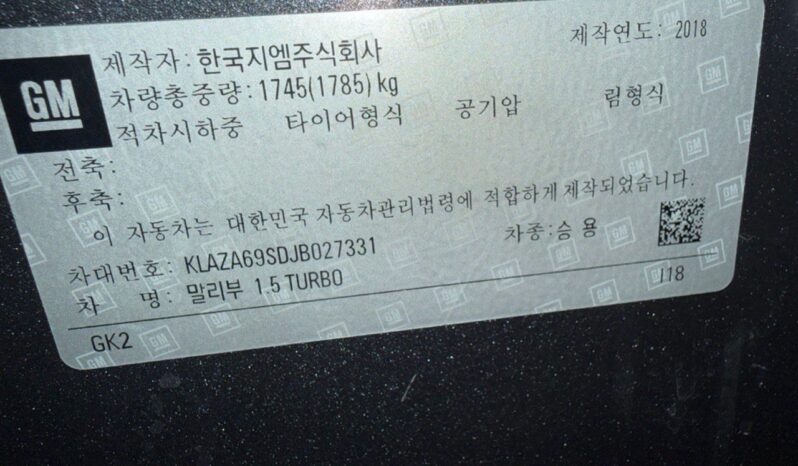 GM
제작자: 한국지엠주식회사 제작연도: 2018
차량총중량: 1745(1785) kg
적차시하중 타이어형식 공기압 림형식
전축:
후축:
이 자동차는 대한민국 자동차관리법령에 적합하게 제작되었습니다.
차대번호: KLAZA69SDJB027331 차종: 승 용
차 명: 말리부 1.5 TURBO
GK2 I18